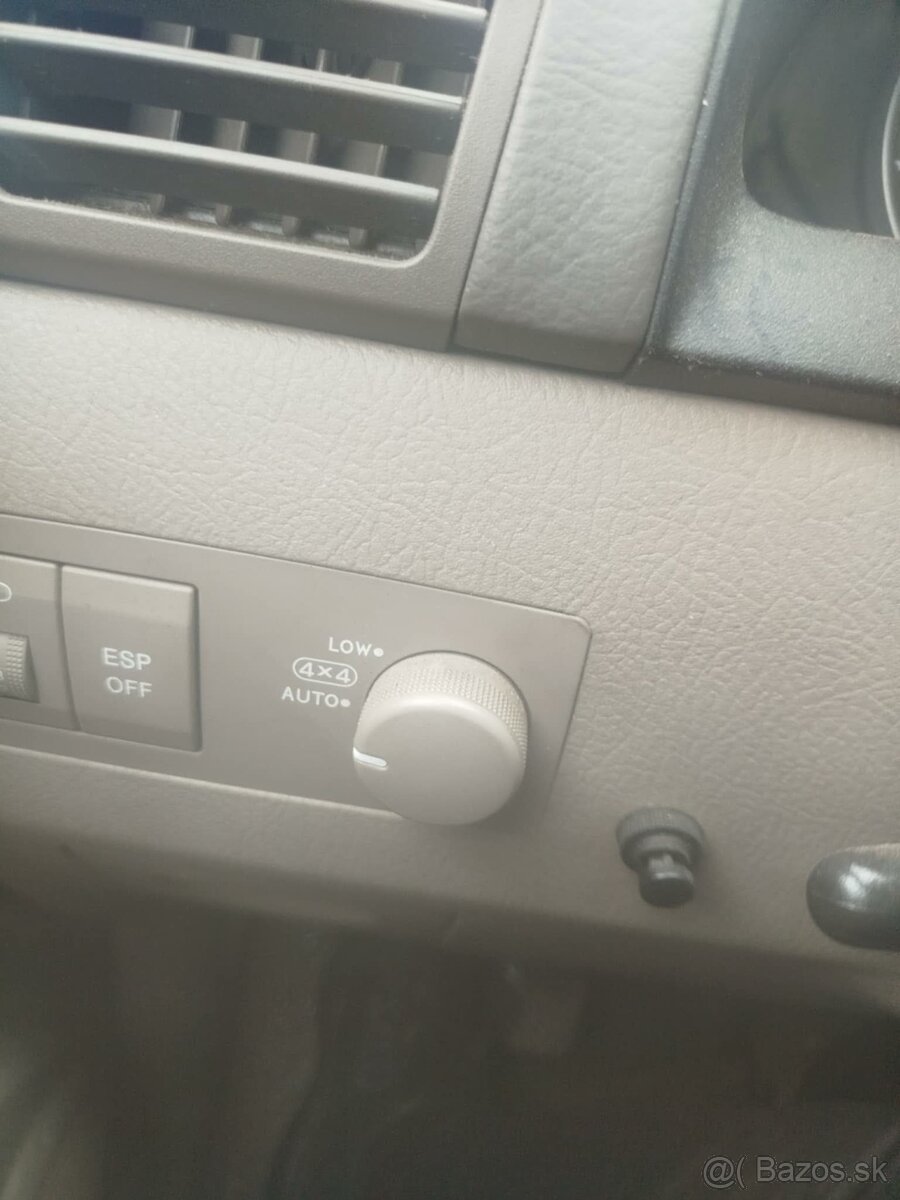 LOW•
4×4
AUTO•
ESP
OFF
@( Bazos.sk